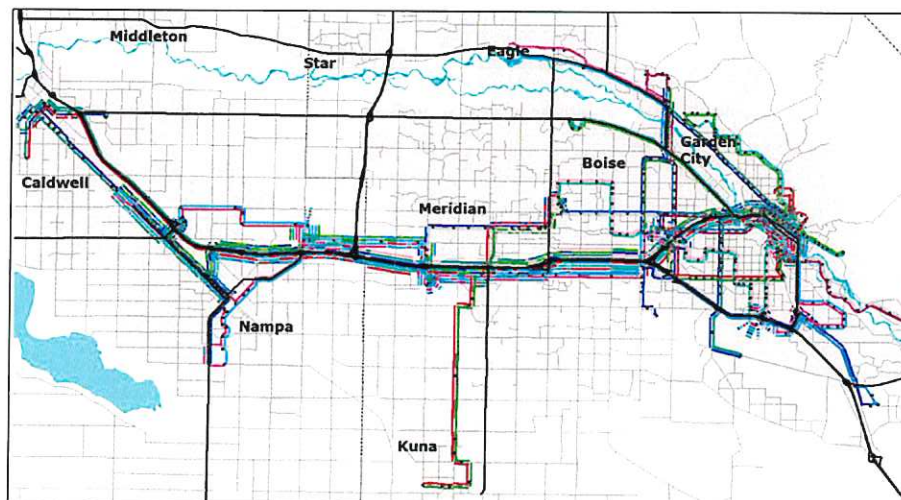 Middleton
Star
Eagle
Garden
City
Boise
Caldwell
Meridian
Nampa
Kuna